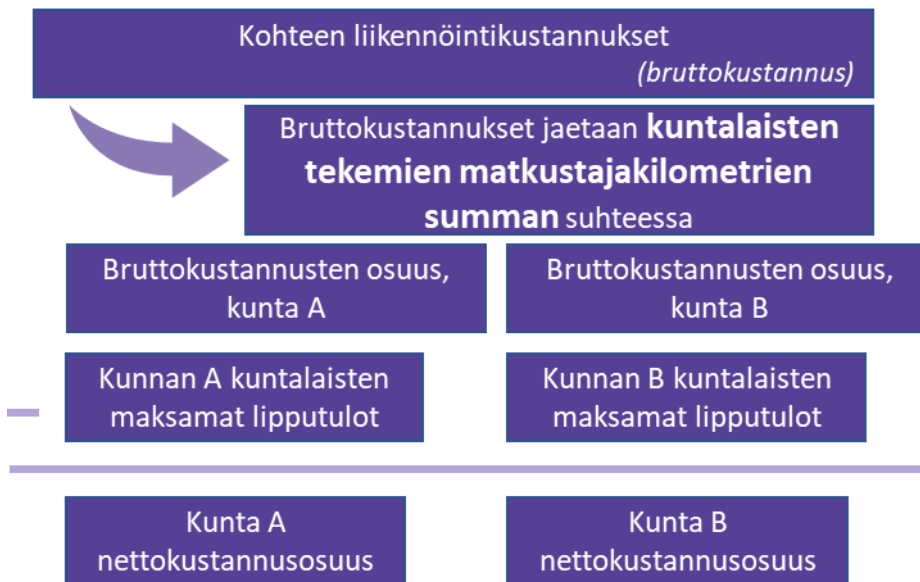 Kohteen liikennöintikustannukset
(bruttokustannus)
Bruttokustannukset jaetaan kuntalaisten
tekemien matkustajakilometrien
summan suhteessa
Bruttokustannusten osuus,
kunta A
Bruttokustannusten osuus,
kunta B
Kunnan A kuntalaisten
maksamat lipputulot
Kunnan B kuntalaisten
maksamat lipputulot
Kunta A
nettokustannusosuus
Kunta B
nettokustannusosuus